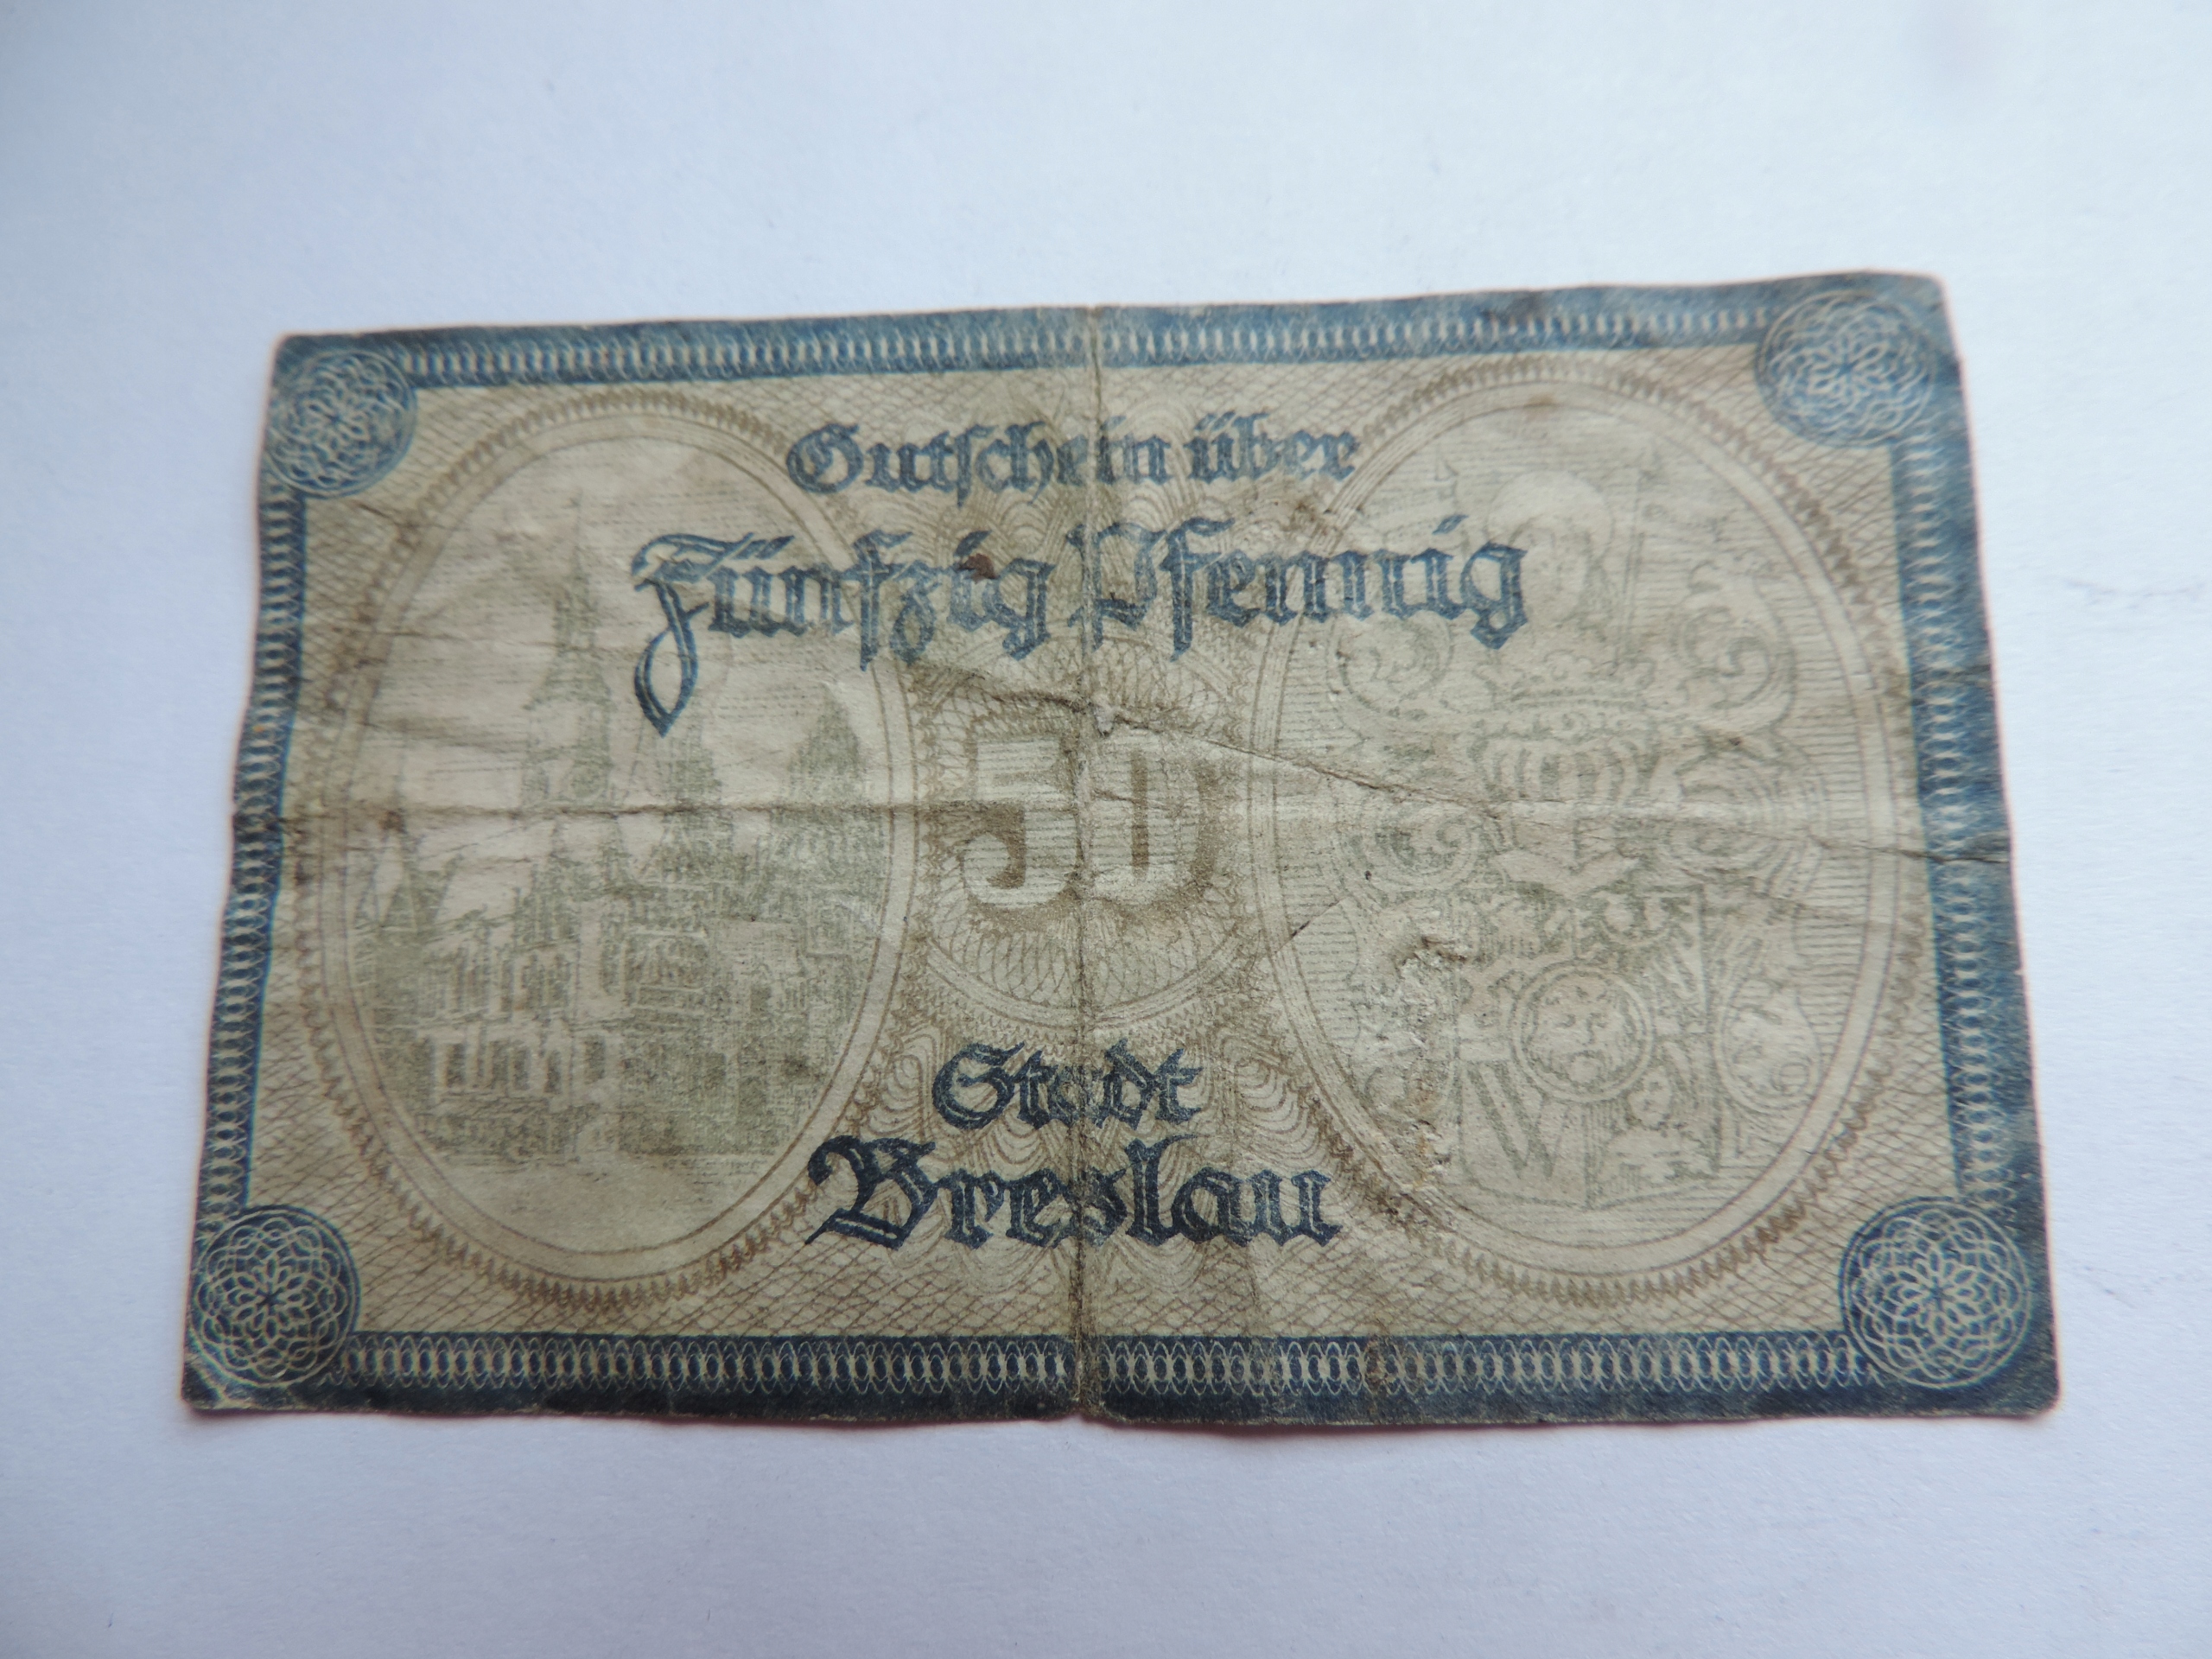 Gutschein über
Fünfzig Pfennig
50
Stadt
W
Breslau